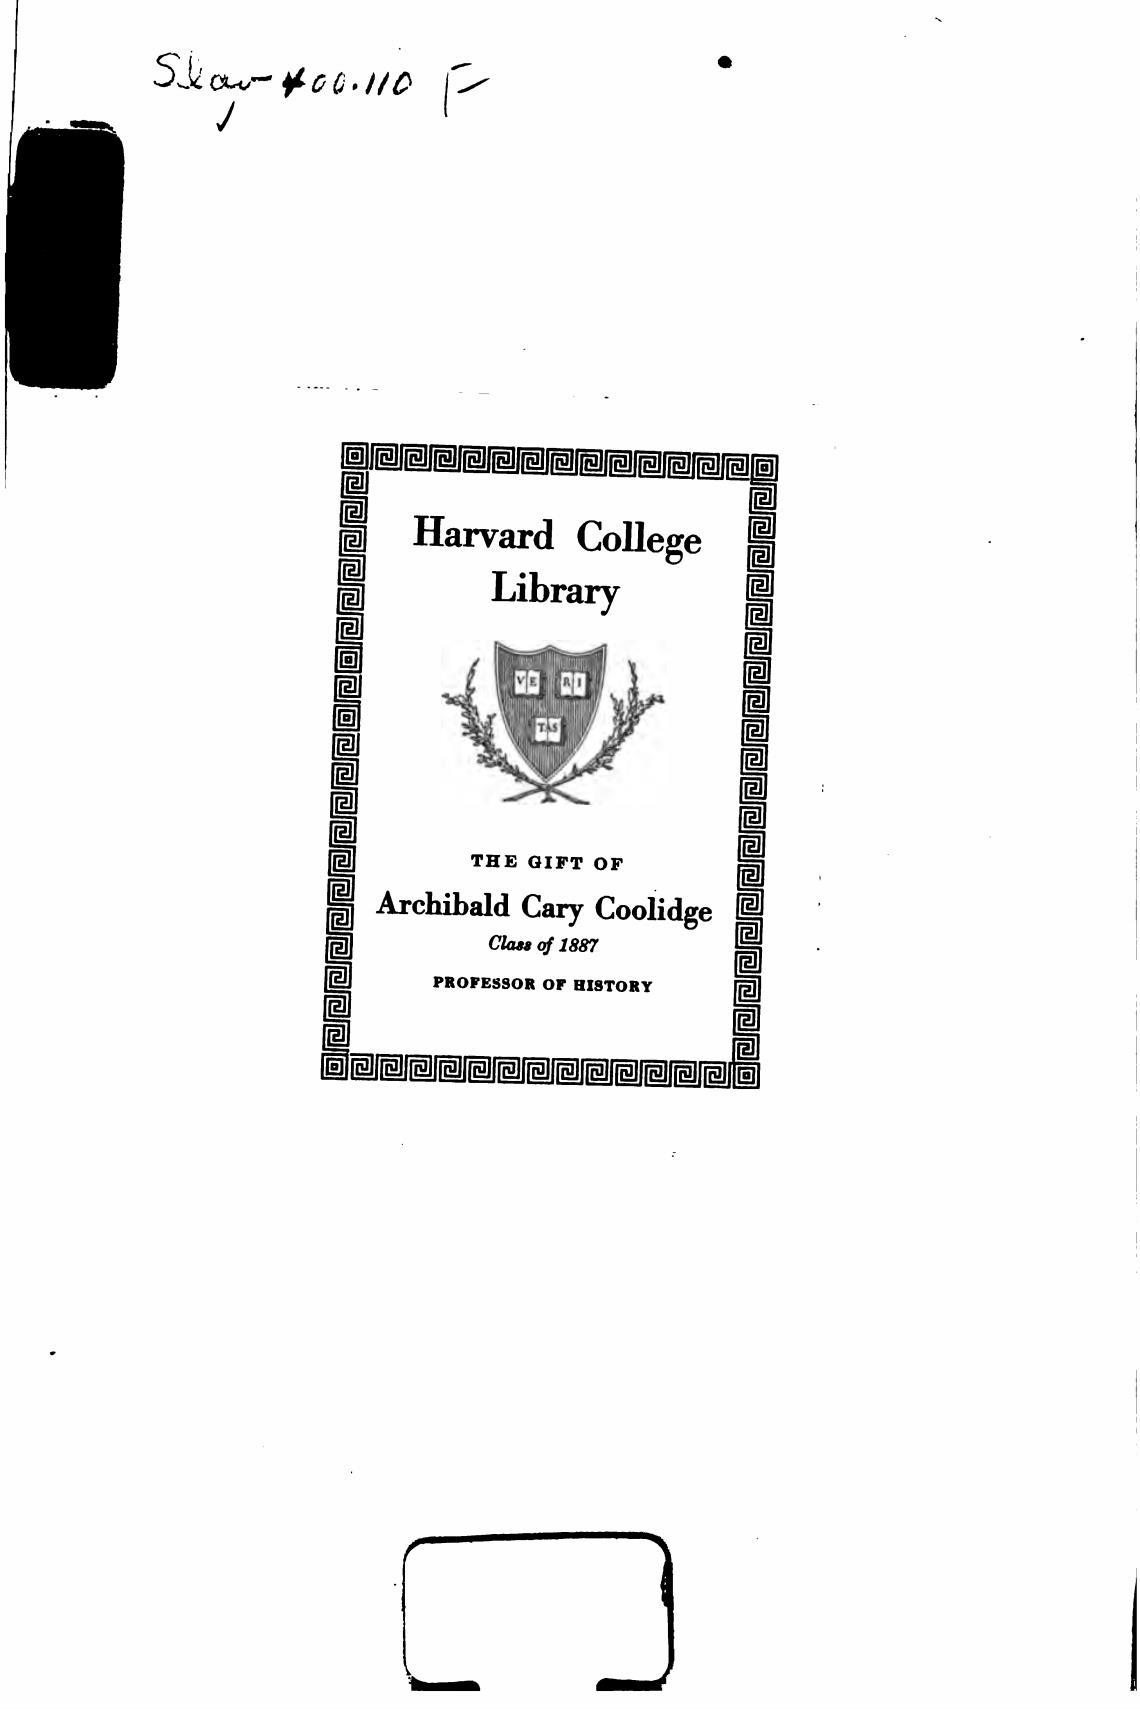 Slav 400.110 F
Harvard College
Library
VE RI
TAS
THE GIFT OF
Archibald Cary Coolidge
Class of 1887
PROFESSOR OF HISTORY